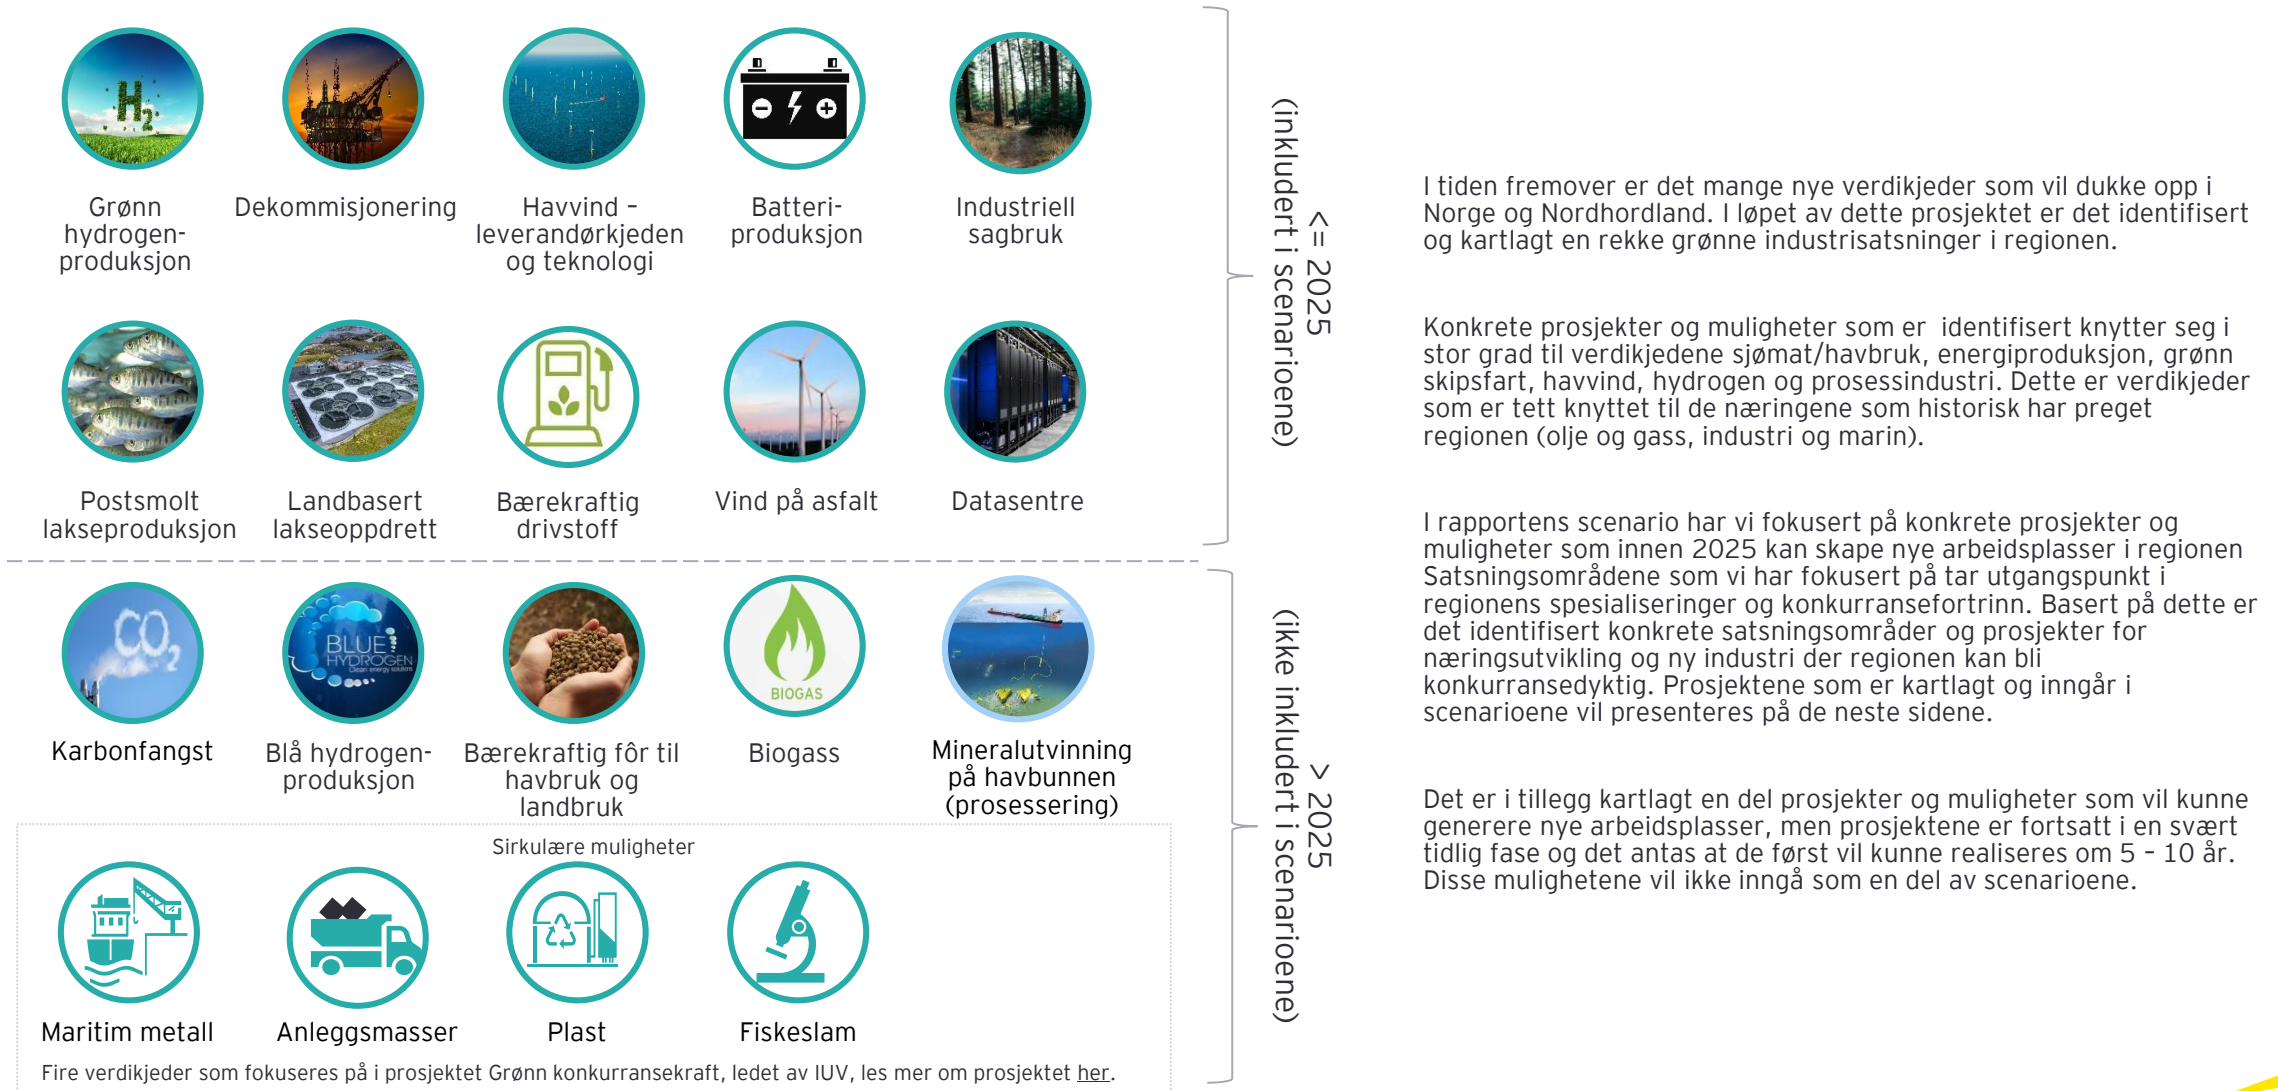 H2
Grønn
hydrogen-
produksjon
Dekommisjonering
Havvind –
leverandørkjeden
og teknologi
Batteri-
produksjon
Industriell
sagbruk
Postsmolt
lakseproduksjon
Landbasert
lakseoppdrett
Bærekraftig
drivstoff
Vind på asfalt
Datasentre
<= 2025
(inkludert i scenarioene)
CO2
Karbonfangst
BLUE
HYDROGEN
Clean energy solutions
Blå hydrogen-
produksjon
Bærekraftig fôr til
havbruk og
landbruk
BIOGAS
Biogass
Mineralutvinning
på havbunnen
(prosessering)
Sirkulære muligheter
Maritim metall
Anleggsmasser
Plast
Fiskeslam
Fire verdikjeder som fokuseres på i prosjektet Grønn konkurransekraft, ledet av IUV, les mer om prosjektet her.
> 2025
(ikke inkludert i scenarioene)
I tiden fremover er det mange nye verdikjeder som vil dukke opp i
Norge og Nordhordland. I løpet av dette prosjektet er det identifisert
og kartlagt en rekke grønne industrisatsninger i regionen.
Konkrete prosjekter og muligheter som er  identifisert knytter seg i
stor grad til verdikjedene sjømat/havbruk, energiproduksjon, grønn
skipsfart, havvind, hydrogen og prosessindustri. Dette er verdikjeder
som er tett knyttet til de næringene som historisk har preget
regionen (olje og gass, industri og marin).
I rapportens scenario har vi fokusert på konkrete prosjekter og
muligheter som innen 2025 kan skape nye arbeidsplasser i regionen
Satsningsområdene som vi har fokusert på tar utgangspunkt i
regionens spesialiseringer og konkurransefortrinn. Basert på dette er
det identifisert konkrete satsningsområder og prosjekter for
næringsutvikling og ny industri der regionen kan bli
konkurransedyktig. Prosjektene som er kartlagt og inngår i
scenarioene vil presenteres på de neste sidene.
Det er i tillegg kartlagt en del prosjekter og muligheter som vil kunne
generere nye arbeidsplasser, men prosjektene er fortsatt i en svært
tidlig fase og det antas at de først vil kunne realiseres om 5 – 10 år.
Disse mulighetene vil ikke inngå som en del av scenarioene.